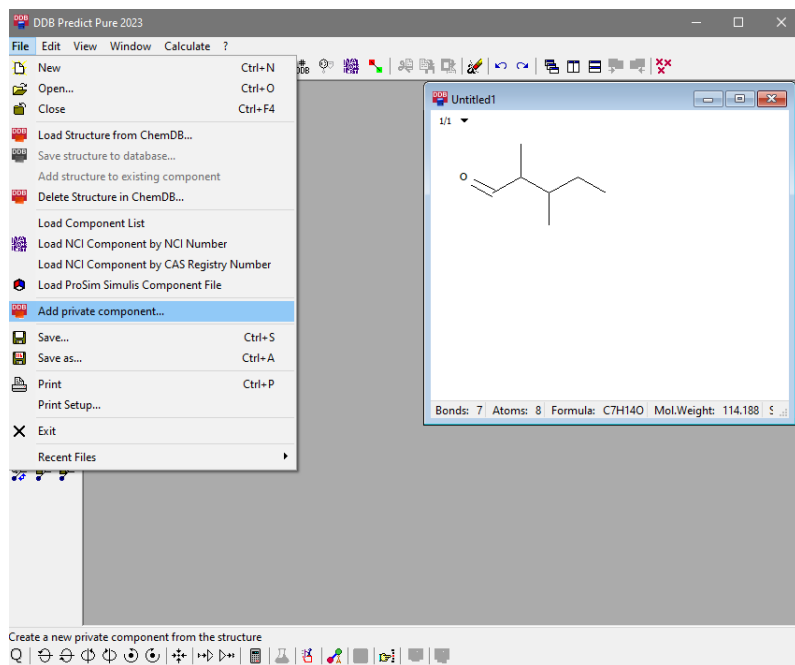 DDB Predict Pure 2023
File Edit View Window Calculate ?
New Ctrl+N
Open... Ctrl+O
Close Ctrl+F4
Load Structure from ChemDB...
Save structure to database...
Add structure to existing component
Delete Structure in ChemDB...
Load Component List
Load NCI Component by NCI Number
Load NCI Component by CAS Registry Number
Load ProSim Simulis Component File
Add private component...
Save... Ctrl+S
Save as... Ctrl+A
Print Ctrl+P
Print Setup...
Exit
Recent Files
Untitled1
1/1
O
Bonds: 7 Atoms: 8 Formula: C7H14O Mol.Weight: 114.188
Create a new private component from the structure